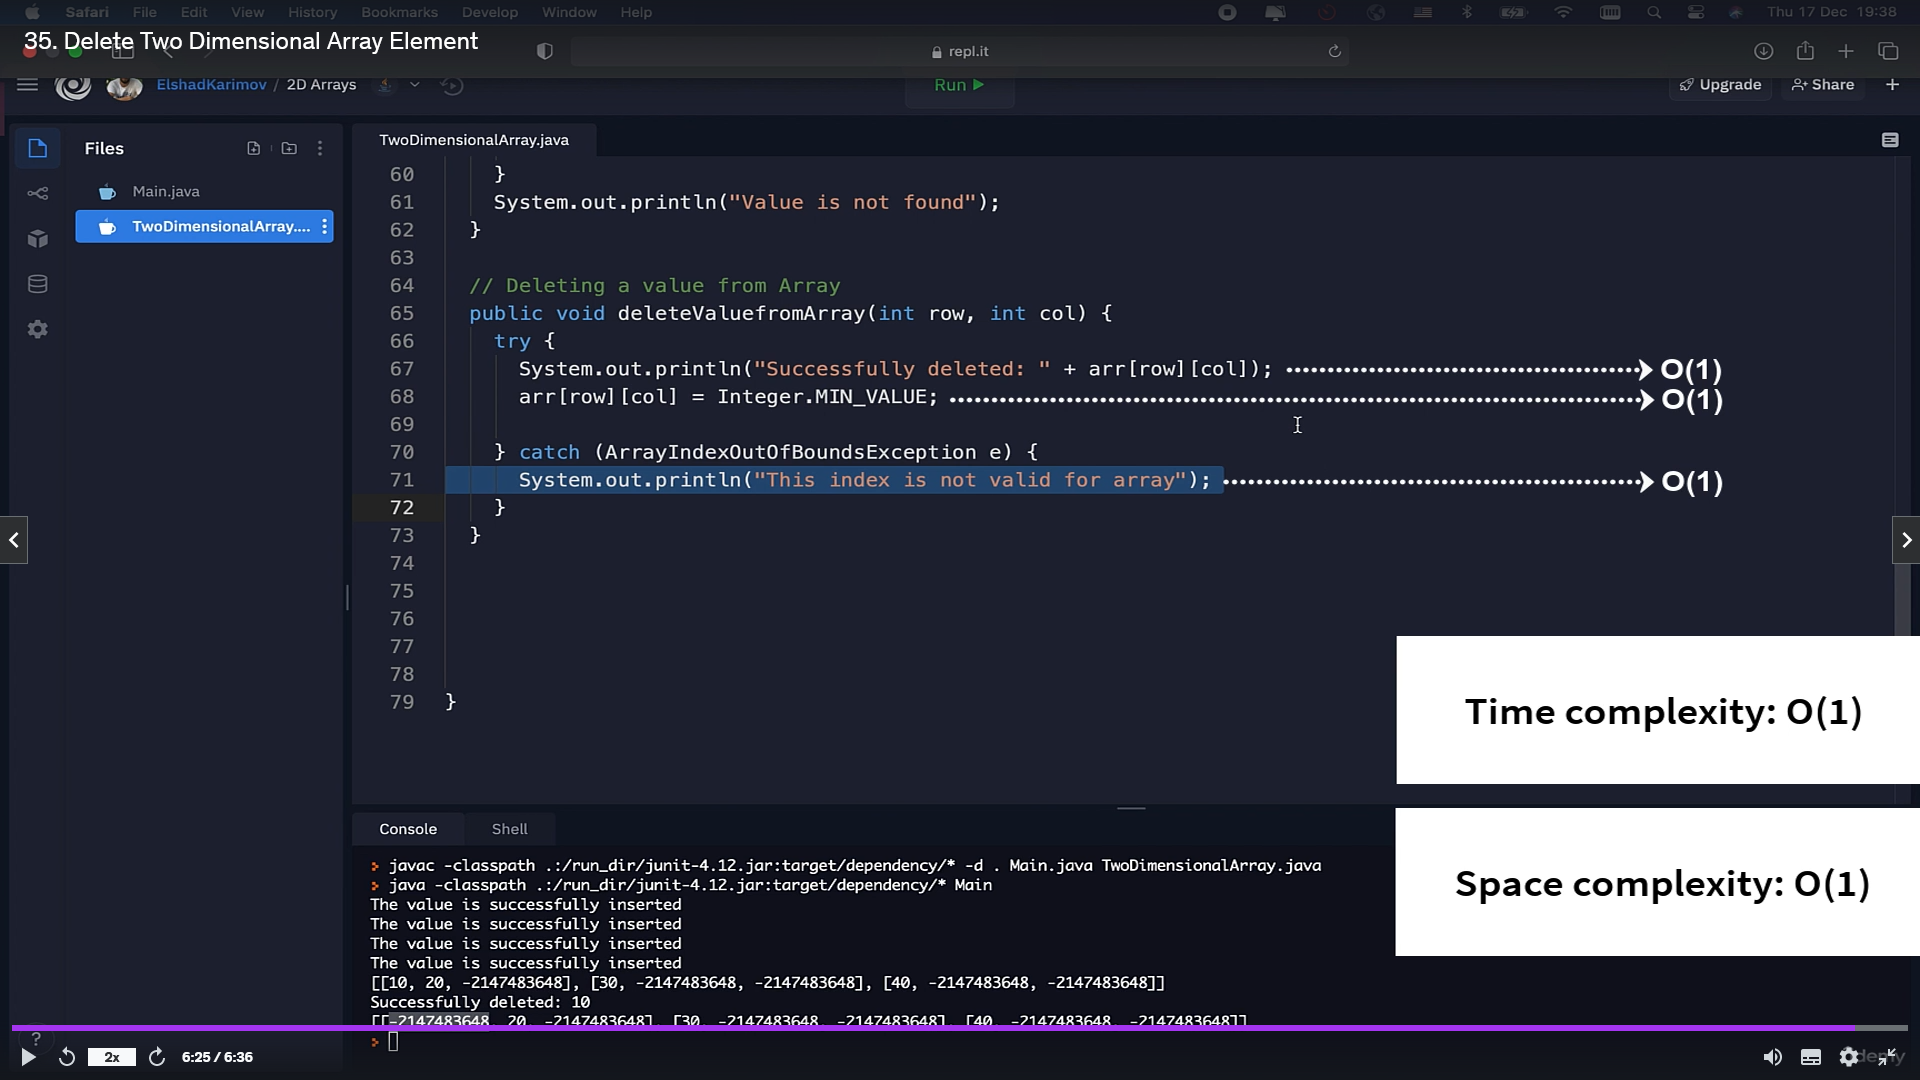 Safari File Edit View History Bookmarks Develop Window Help Thu 17 Dec 19:38
35. Delete Two Dimensional Array Element
repl.it
ElshadKarimov / 2D Arrays
Run
Upgrade
Share
Files
Main.java
TwoDimensionalArray....
TwoDimensionalArray.java
60 }
61 System.out.println("Value is not found");
62 }
63
64 // Deleting a value from Array
65 public void deleteValuefromArray(int row, int col) {
66 try {
67 System.out.println("Successfully deleted: " + arr[row][col]); O(1)
68 arr[row][col] = Integer.MIN_VALUE; O(1)
69
70 } catch (ArrayIndexOutOfBoundsException e) {
71 System.out.println("This index is not valid for array"); O(1)
72 }
73 }
74
75
76
77
78
79 }
Time complexity: O(1)
Space complexity: O(1)
Console Shell
javac -classpath .:/run_dir/junit-4.12.jar:target/dependency/* -d . Main.java TwoDimensionalArray.java
java -classpath .:/run_dir/junit-4.12.jar:target/dependency/* Main
The value is successfully inserted
The value is successfully inserted
The value is successfully inserted
The value is successfully inserted
[[10, 20, -2147483648], [30, -2147483648, -2147483648], [40, -2147483648, -2147483648]]
Successfully deleted: 10
[[-2147483648, 20, -2147483648], [30, -2147483648, -2147483648], [40, -2147483648, -2147483648]]
?
2x
6:25 / 6:36